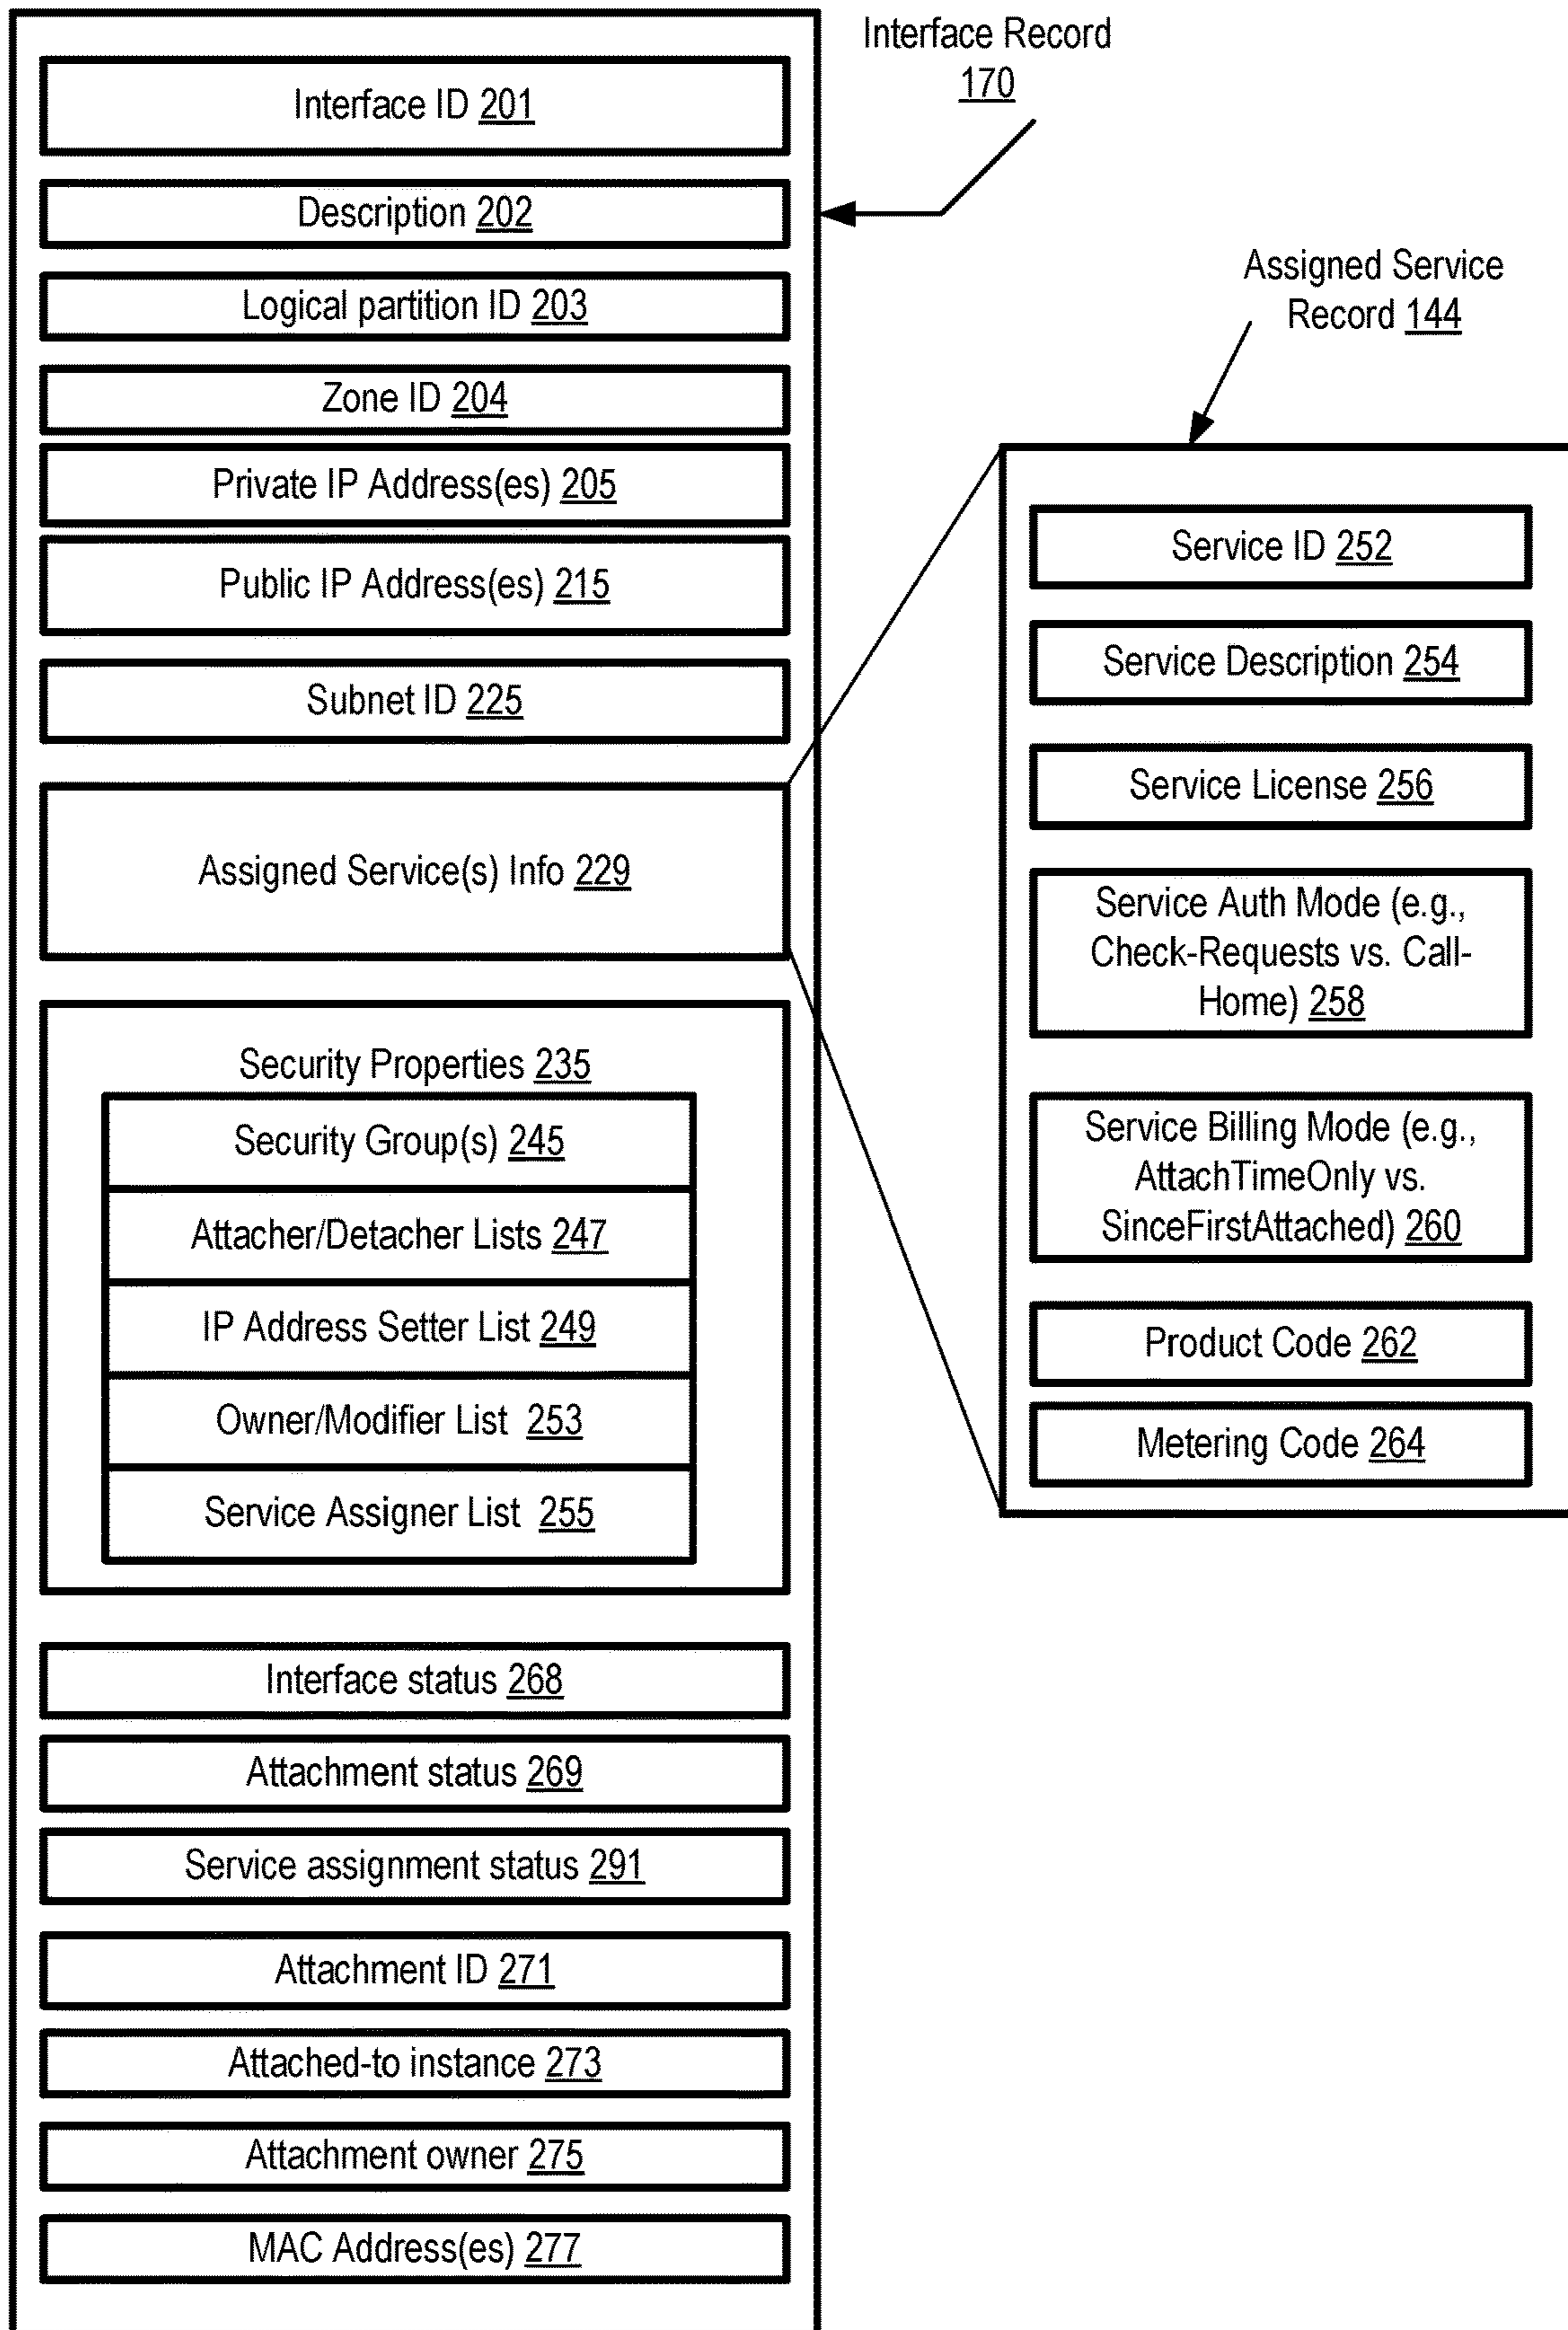 Interface Record
170
Interface ID 201
Description 202
Logical partition ID 203
Zone ID 204
Private IP Address(es) 205
Public IP Address(es) 215
Subnet ID 225
Assigned Service(s) Info 229
Security Properties 235
Security Group(s) 245
Attacher/Detacher Lists 247
IP Address Setter List 249
Owner/Modifier List 253
Service Assigner List 255
Interface status 268
Attachment status 269
Service assignment status 291
Attachment ID 271
Attached-to instance 273
Attachment owner 275
MAC Address(es) 277
Assigned Service
Record 144
Service ID 252
Service Description 254
Service License 256
Service Auth Mode (e.g.,
Check-Requests vs. Call-
Home) 258
Service Billing Mode (e.g.,
AttachTimeOnly vs.
SinceFirstAttached) 260
Product Code 262
Metering Code 264